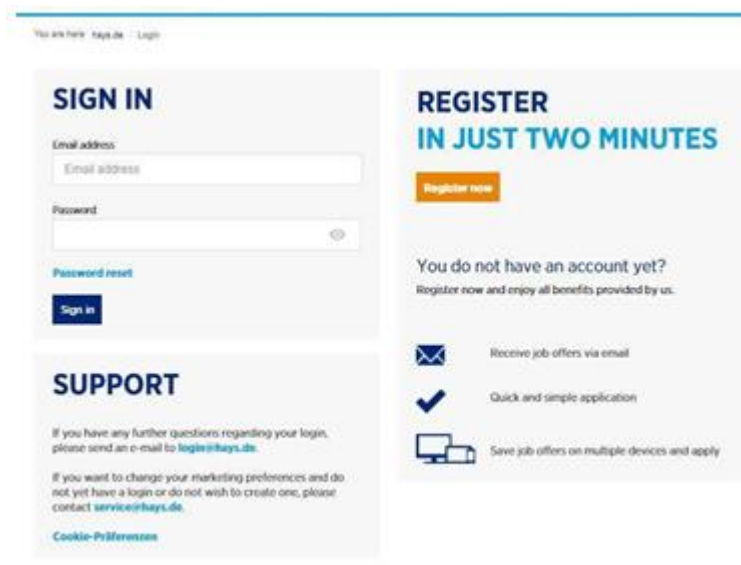 You are here hays.de Login
SIGN IN
Email address
Email address
Password
Password reset
Sign in
SUPPORT
If you have any further questions regarding your login,
please send an e-mail to login@hays.de.
If you want to change your marketing preferences and do
not yet have a login or do not wish to create one, please
contact service@hays.de.
Cookie-Präferenzen
REGISTER
IN JUST TWO MINUTES
Register now
You do not have an account yet?
Register now and enjoy all benefits provided by us.
Receive job offers via email
Quick and simple application
Save job offers on multiple devices and apply